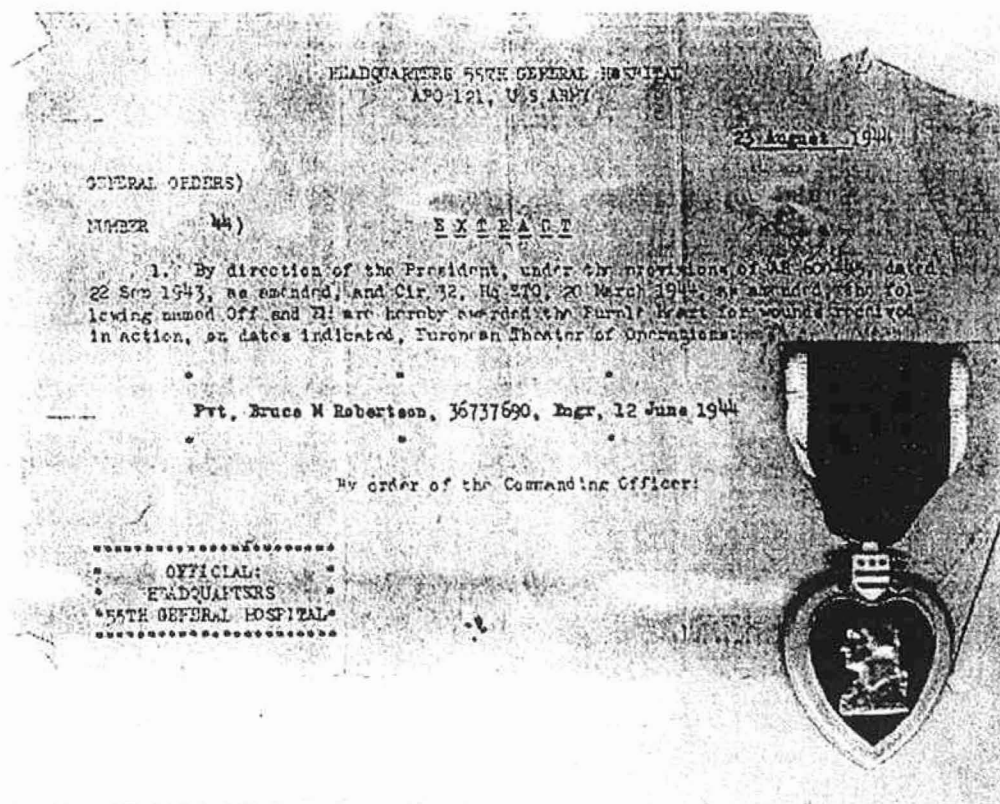 HEADQUARTERS 55TH GENERAL HOSPITAL
APO 121, U S ARMY
23 August 1944
GENERAL ORDERS)
NUMBER 44)
E X T R A C T
1. By direction of the President, under the provisions of AR 600-45, dated
22 Sep 1943, as amended, and Cir 32, Hq ETO, 20 March 1944, as amended, the fol-
lowing named Off and EM are hereby awarded the Purple Heart for wounds received
in action, on dates indicated, European Theater of Operations:
Pvt, Bruce M Robertson, 36737690, Engr, 12 June 1944
By order of the Commanding Officer:
OFFICIAL:
HEADQUARTERS
55TH GENERAL HOSPITAL